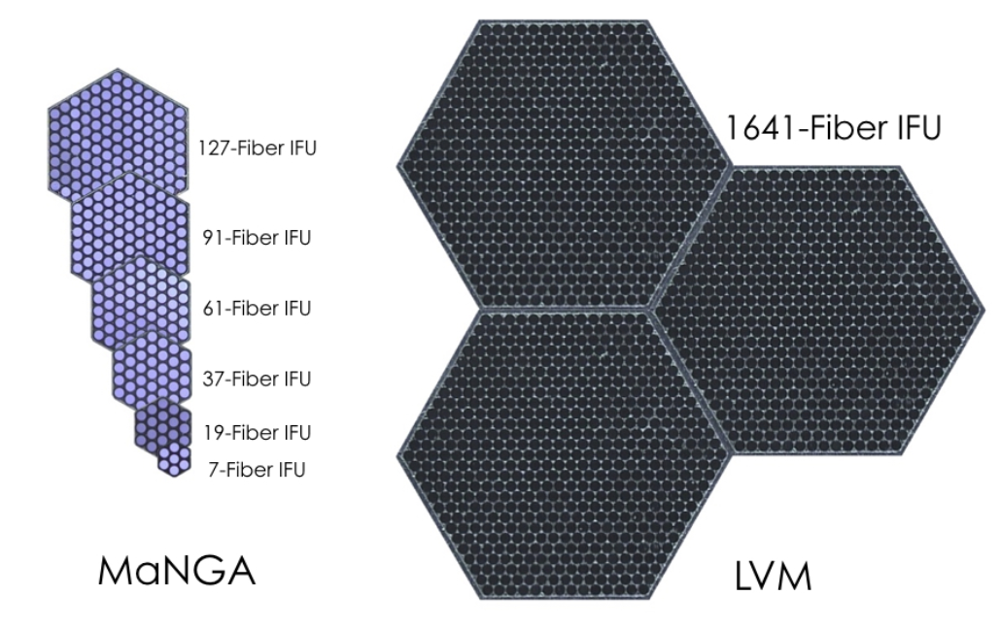 127-Fiber IFU
91-Fiber IFU
61-Fiber IFU
37-Fiber IFU
19-Fiber IFU
7-Fiber IFU
MaNGA
1641-Fiber IFU
LVM